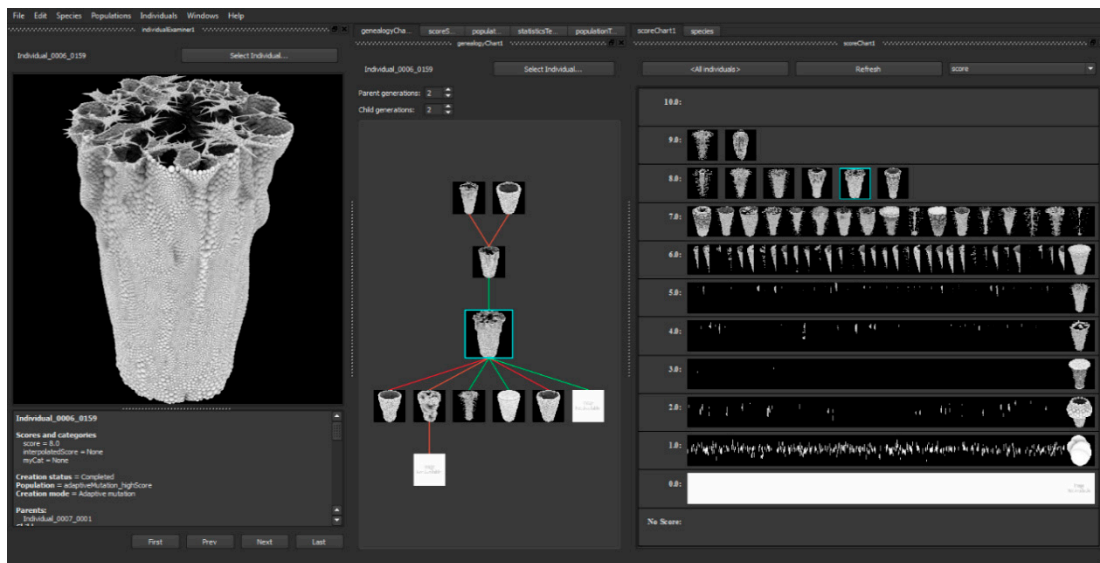 File Edit Species Populations Individuals Windows Help
individualExaminer1
Individual_0006_0159
Select Individual...
Individual_0006_0159
Scores and categories
score = 8.0
interpolatedScore = None
myCat = None
Creation status = Completed
Population = adaptiveMutation_highScore
Creation mode = Adaptive mutation
Parents:
Individual_0007_0001
First Prev Next Last
genealogyCha... scoreS... populat... statisticsTe... populationT...
genealogyChart1
Individual_0006_0159
Select Individual...
Parent generations: 2
Child generations: 2
scoreChart1 species
scoreChart1
<All individuals> Refresh score
10.0:
9.0:
8.0:
7.0:
6.0:
5.0:
4.0:
3.0:
2.0:
1.0:
0.0:
No Score: